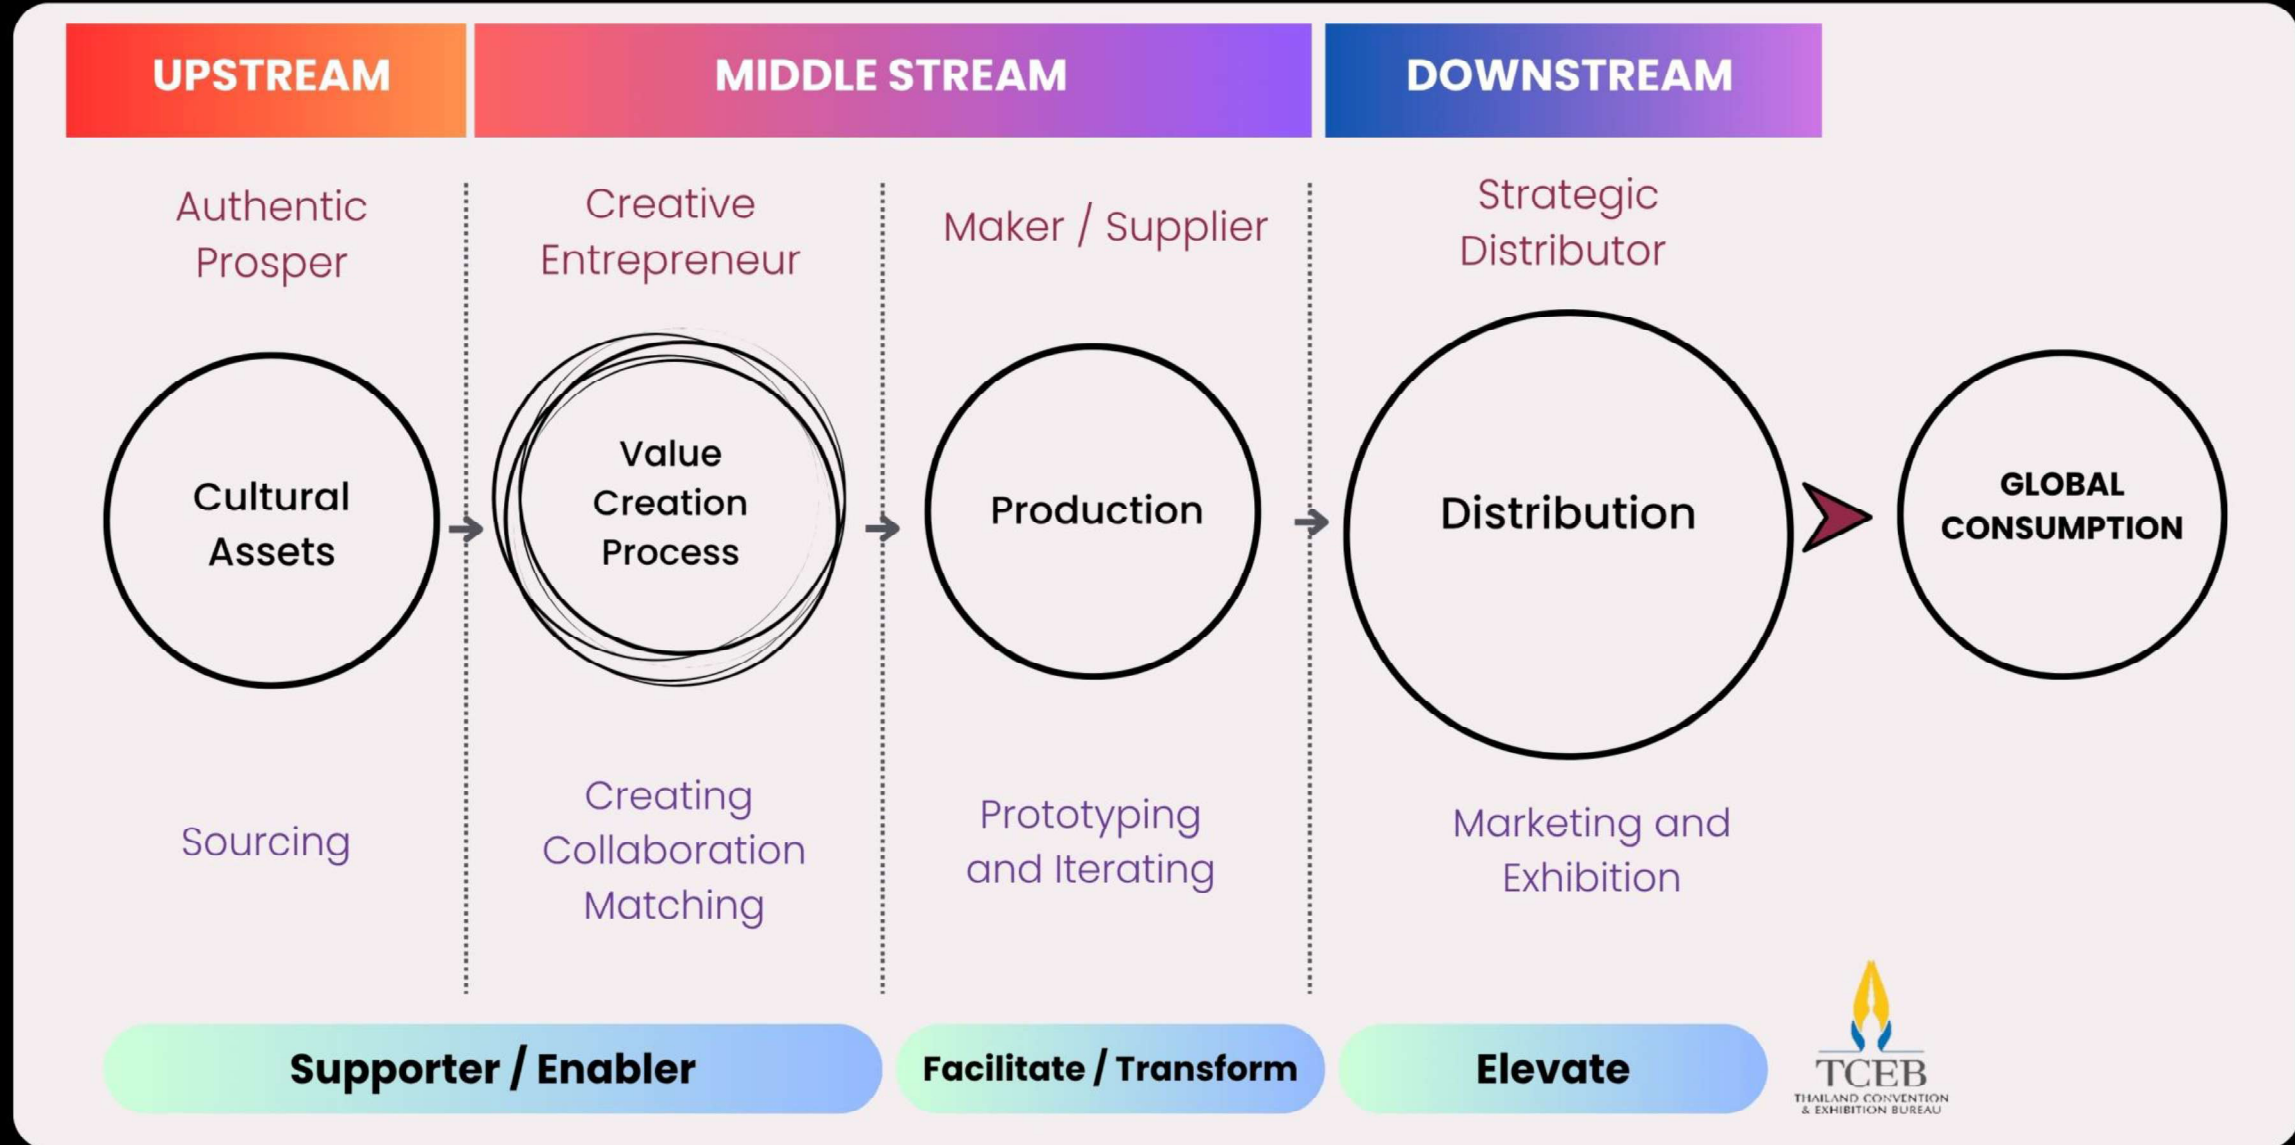 UPSTREAM
MIDDLE STREAM
DOWNSTREAM
Authentic
Prosper
Creative
Entrepreneur
Maker / Supplier
Strategic
Distributor
Cultural
Assets
Value
Creation
Process
Production
Distribution
GLOBAL
CONSUMPTION
Sourcing
Creating
Collaboration
Matching
Prototyping
and Iterating
Marketing and
Exhibition
Supporter / Enabler
Facilitate / Transform
Elevate
TCEB
THAILAND CONVENTION
& EXHIBITION BUREAU